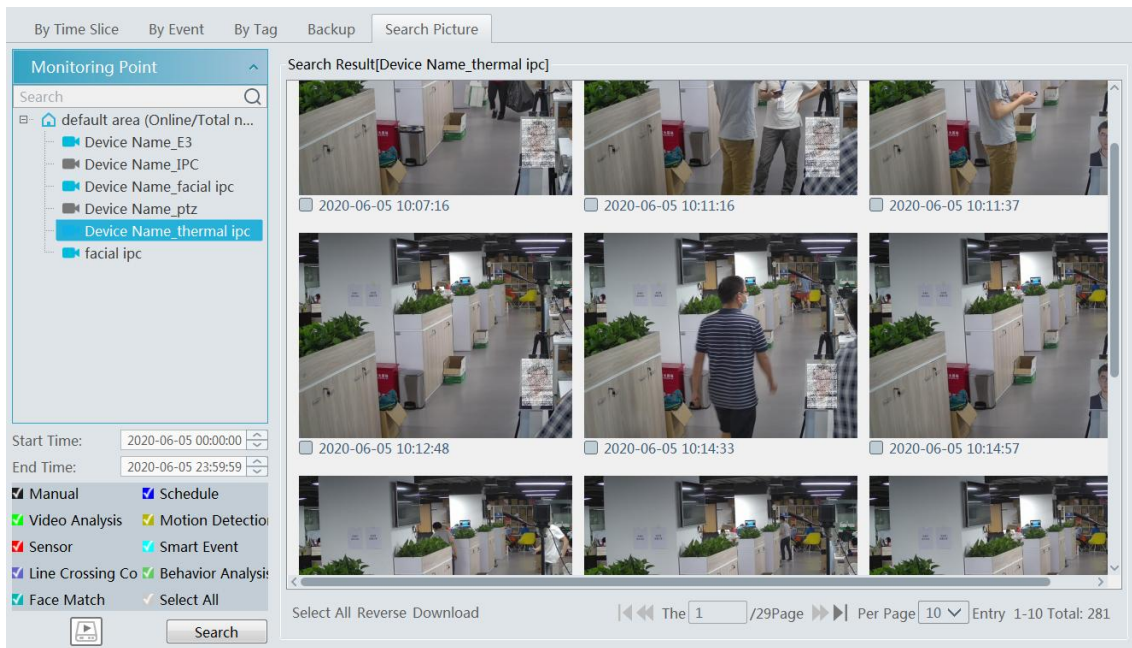 By Time Slice By Event By Tag Backup Search Picture
Monitoring Point
Search
default area (Online/Total n...
Device Name_E3
Device Name_IPC
Device Name_facial ipc
Device Name_ptz
Device Name_thermal ipc
facial ipc
Start Time: 2020-06-05 00:00:00
End Time: 2020-06-05 23:59:59
Manual Schedule
Video Analysis Motion Detectio
Sensor Smart Event
Line Crossing Co Behavior Analysis
Face Match Select All
Search
Search Result[Device Name_thermal ipc]
2020-06-05 10:07:16 2020-06-05 10:11:16 2020-06-05 10:11:37
2020-06-05 10:12:48 2020-06-05 10:14:33 2020-06-05 10:14:57
Select All Reverse Download The 1 /29Page Per Page 10 Entry 1-10 Total: 281